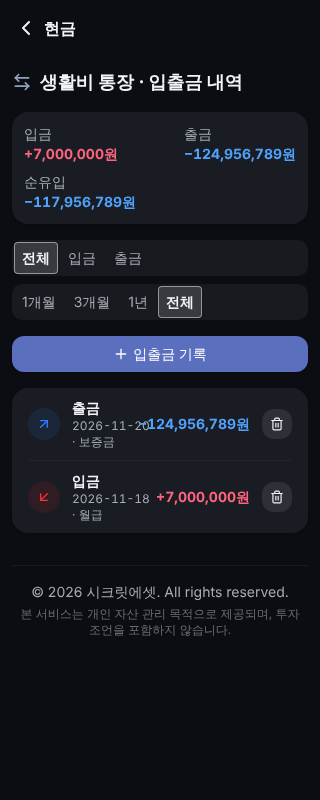 현금
생활비 통장 · 입출금 내역
입금 출금
+7,000,000원 −124,956,789원
순유입
−117,956,789원
전체 입금 출금
1개월 3개월 1년 전체
+ 입출금 기록
출금
2026-11-20 −124,956,789원
· 보증금
입금
2026-11-18 +7,000,000원
· 월급
© 2026 시크릿에셋. All rights reserved.
본 서비스는 개인 자산 관리 목적으로 제공되며, 투자
조언을 포함하지 않습니다.